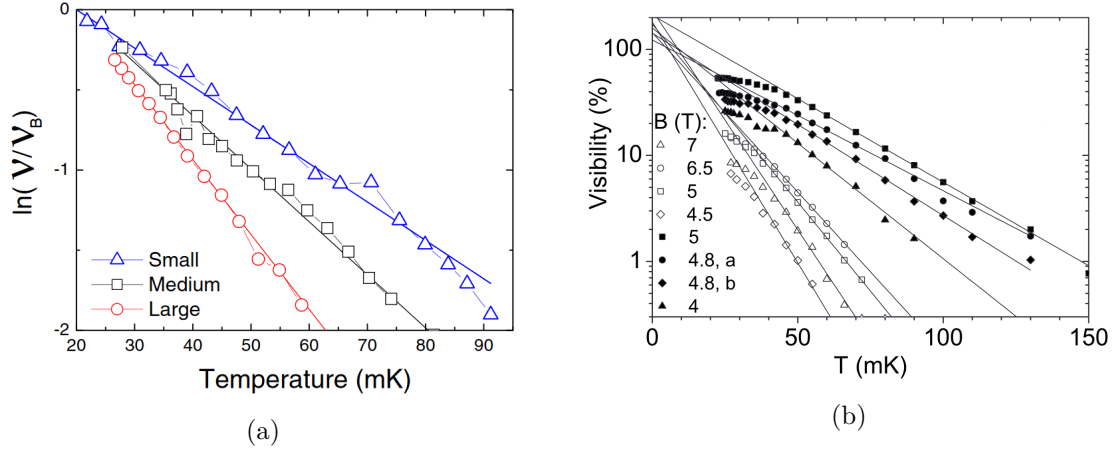 0
-1
-2
ln(𝒱/𝒱_B)
Small
Medium
Large
20 30 40 50 60 70 80 90
Temperature (mK)
(a)
100
10
1
Visibility (%)
B (T):
7
6.5
5
4.5
5
4.8, a
4.8, b
4
0 50 100 150
T (mK)
(b)